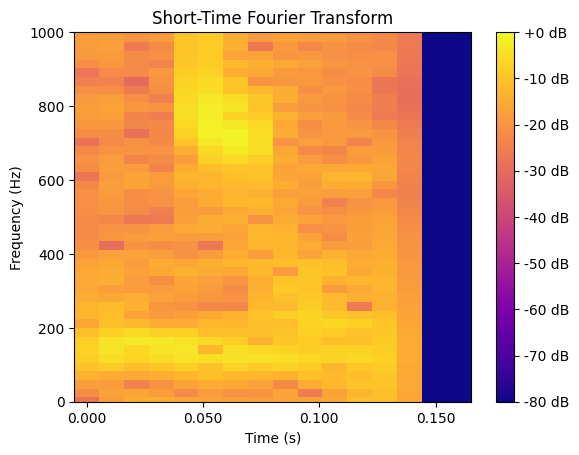 Short-Time Fourier Transform
1000
800
600
400
200
0
Frequency (Hz)
0.000
0.050
0.100
0.150
Time (s)
+0 dB
-10 dB
-20 dB
-30 dB
-40 dB
-50 dB
-60 dB
-70 dB
-80 dB